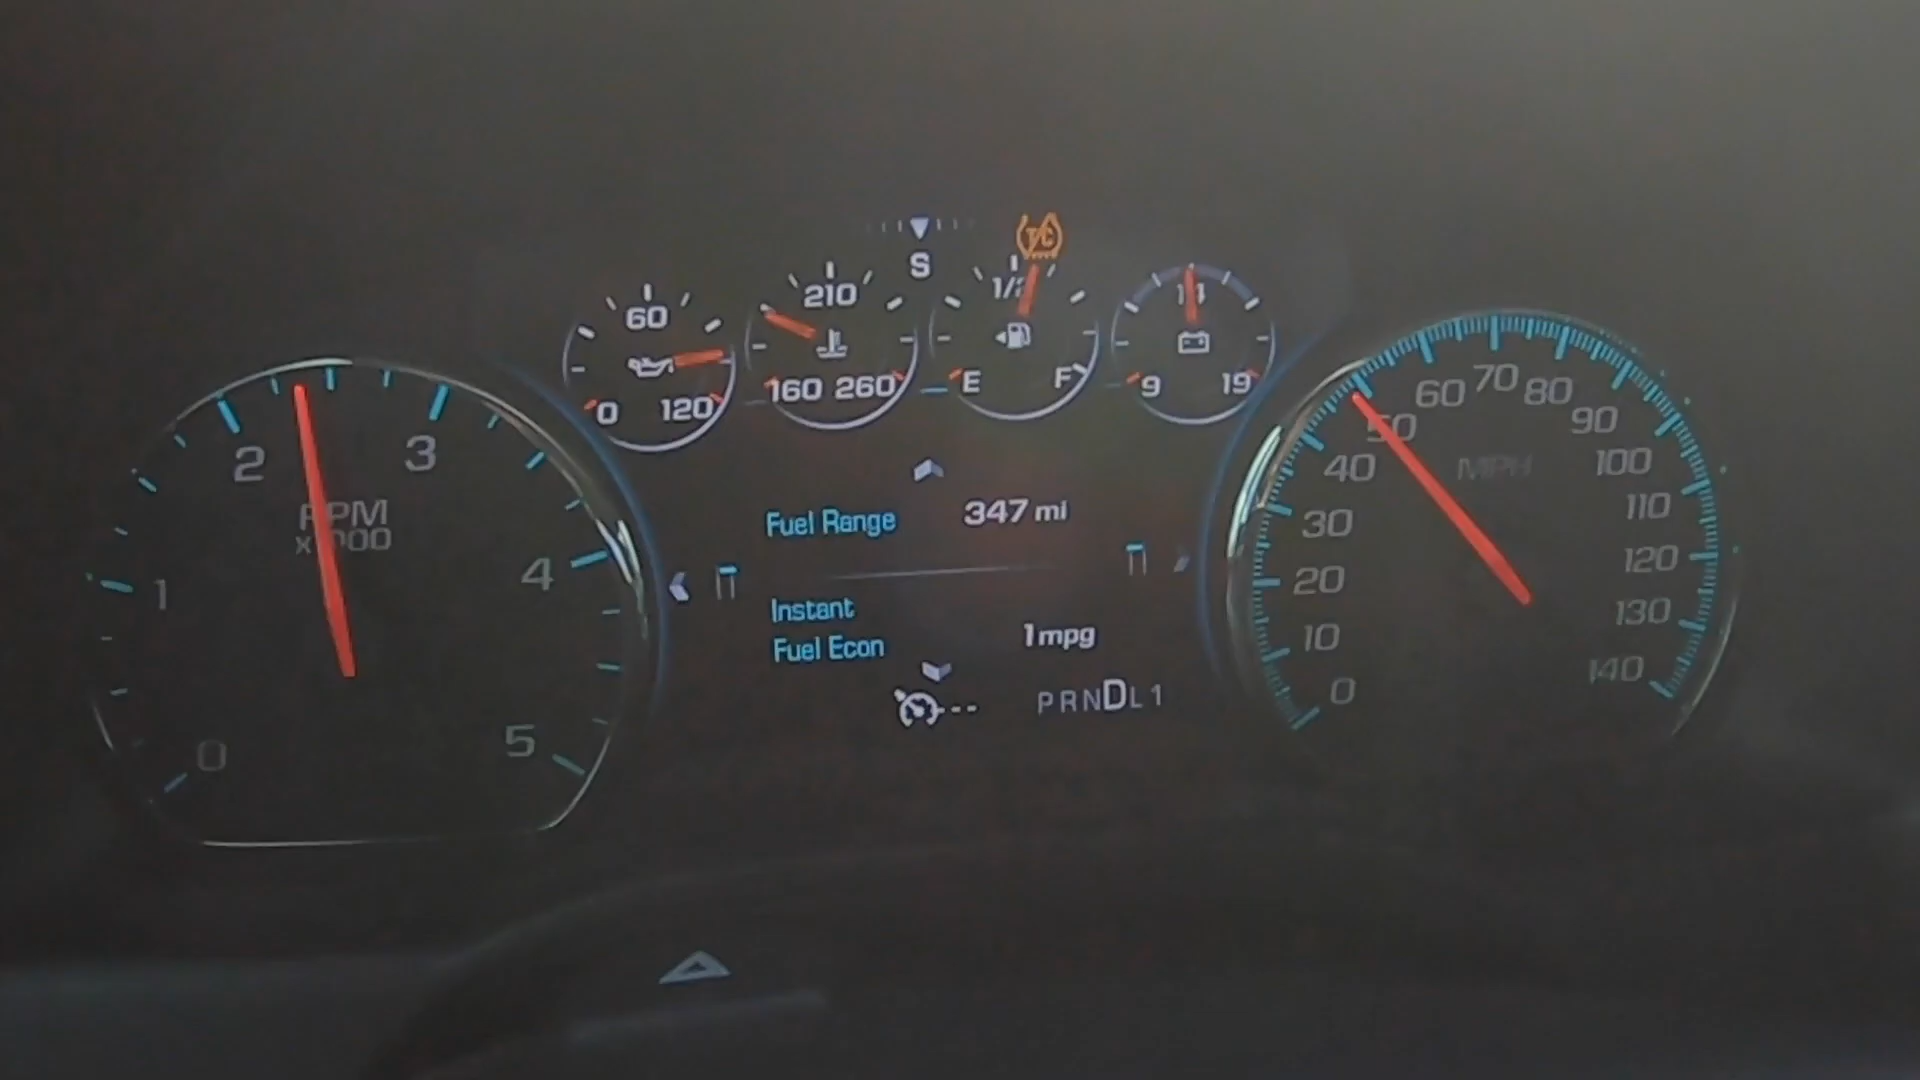 S
T/C
60
0 120
210
160 260
1/2
E F
14
9 19
0
1
2
3
4
5
RPM
x1000
Fuel Range 347 mi
Instant
Fuel Econ 1 mpg
---
PRNDL1
0
10
20
30
40
50
60
70
80
90
100
110
120
130
140
MPH